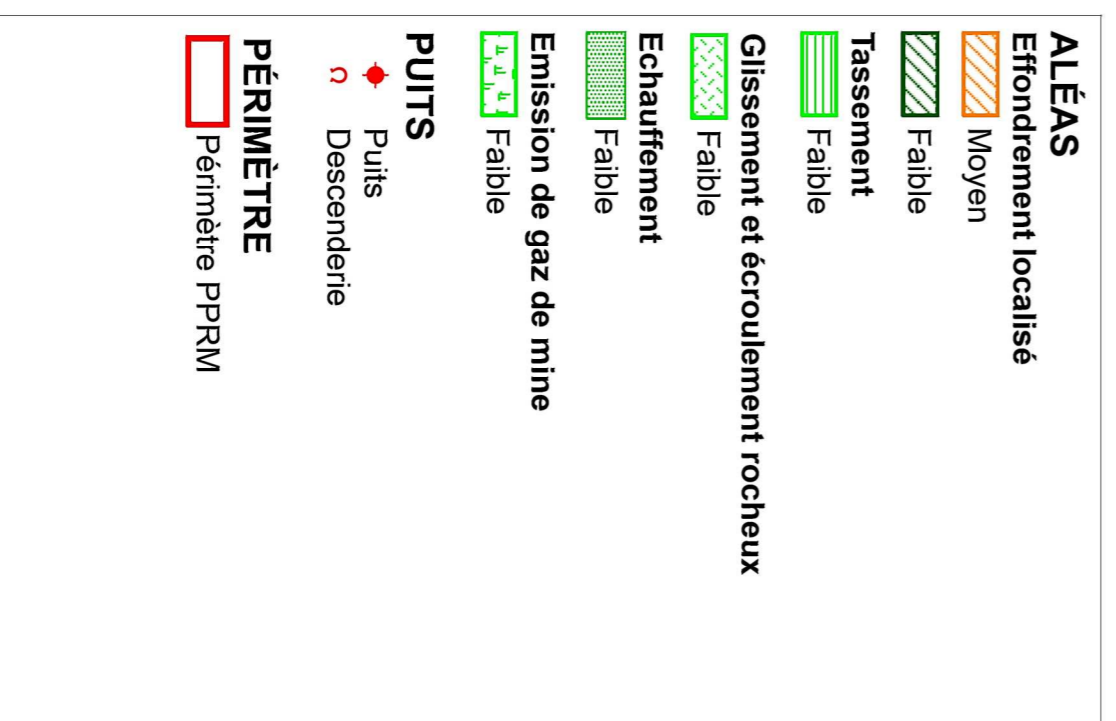 ALÉAS
Effondrement localisé
Moyen
Faible
Tassement
Faible
Glissement et écroulement rocheux
Faible
Echauffement
Faible
Emission de gaz de mine
Faible
PUITS
Puits
Descenderie
PÉRIMÈTRE
Périmètre PPRM